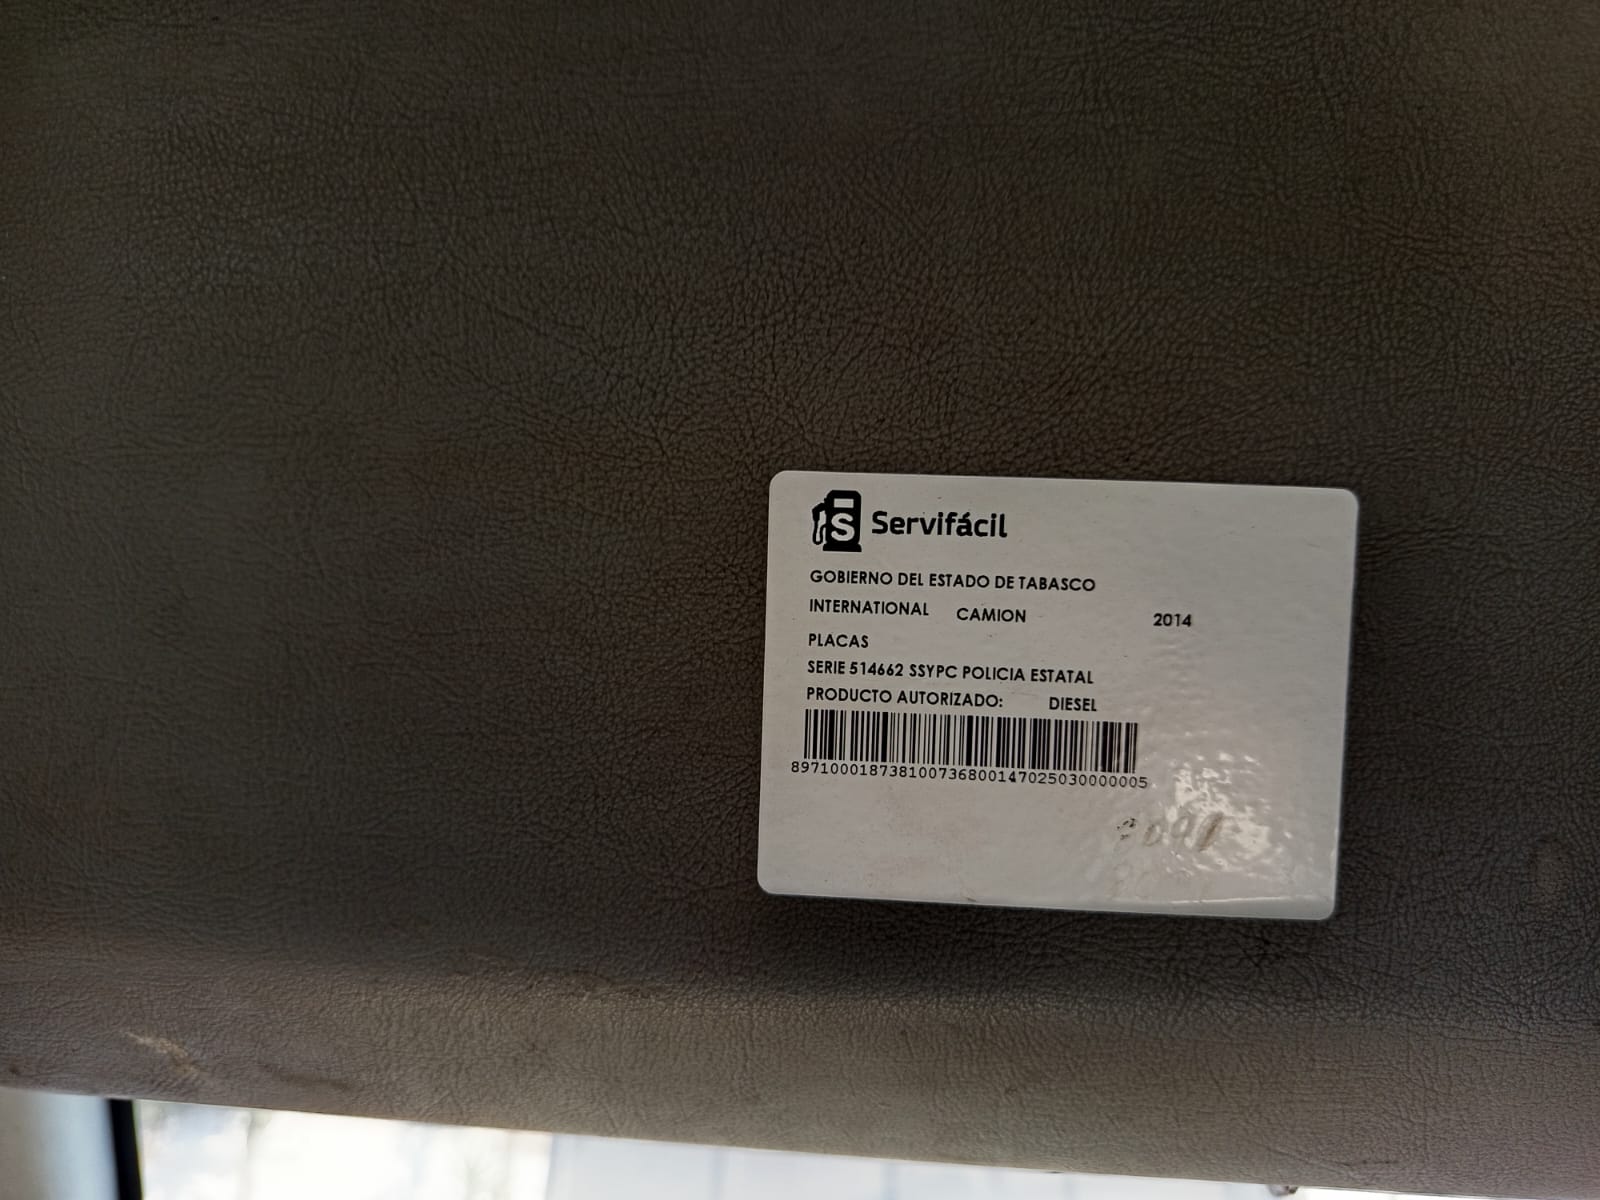 S Servifácil
GOBIERNO DEL ESTADO DE TABASCO
INTERNATIONAL CAMION 2014
PLACAS
SERIE 514662 SSYPC POLICIA ESTATAL
PRODUCTO AUTORIZADO: DIESEL
8971000187381007368001470250300000005